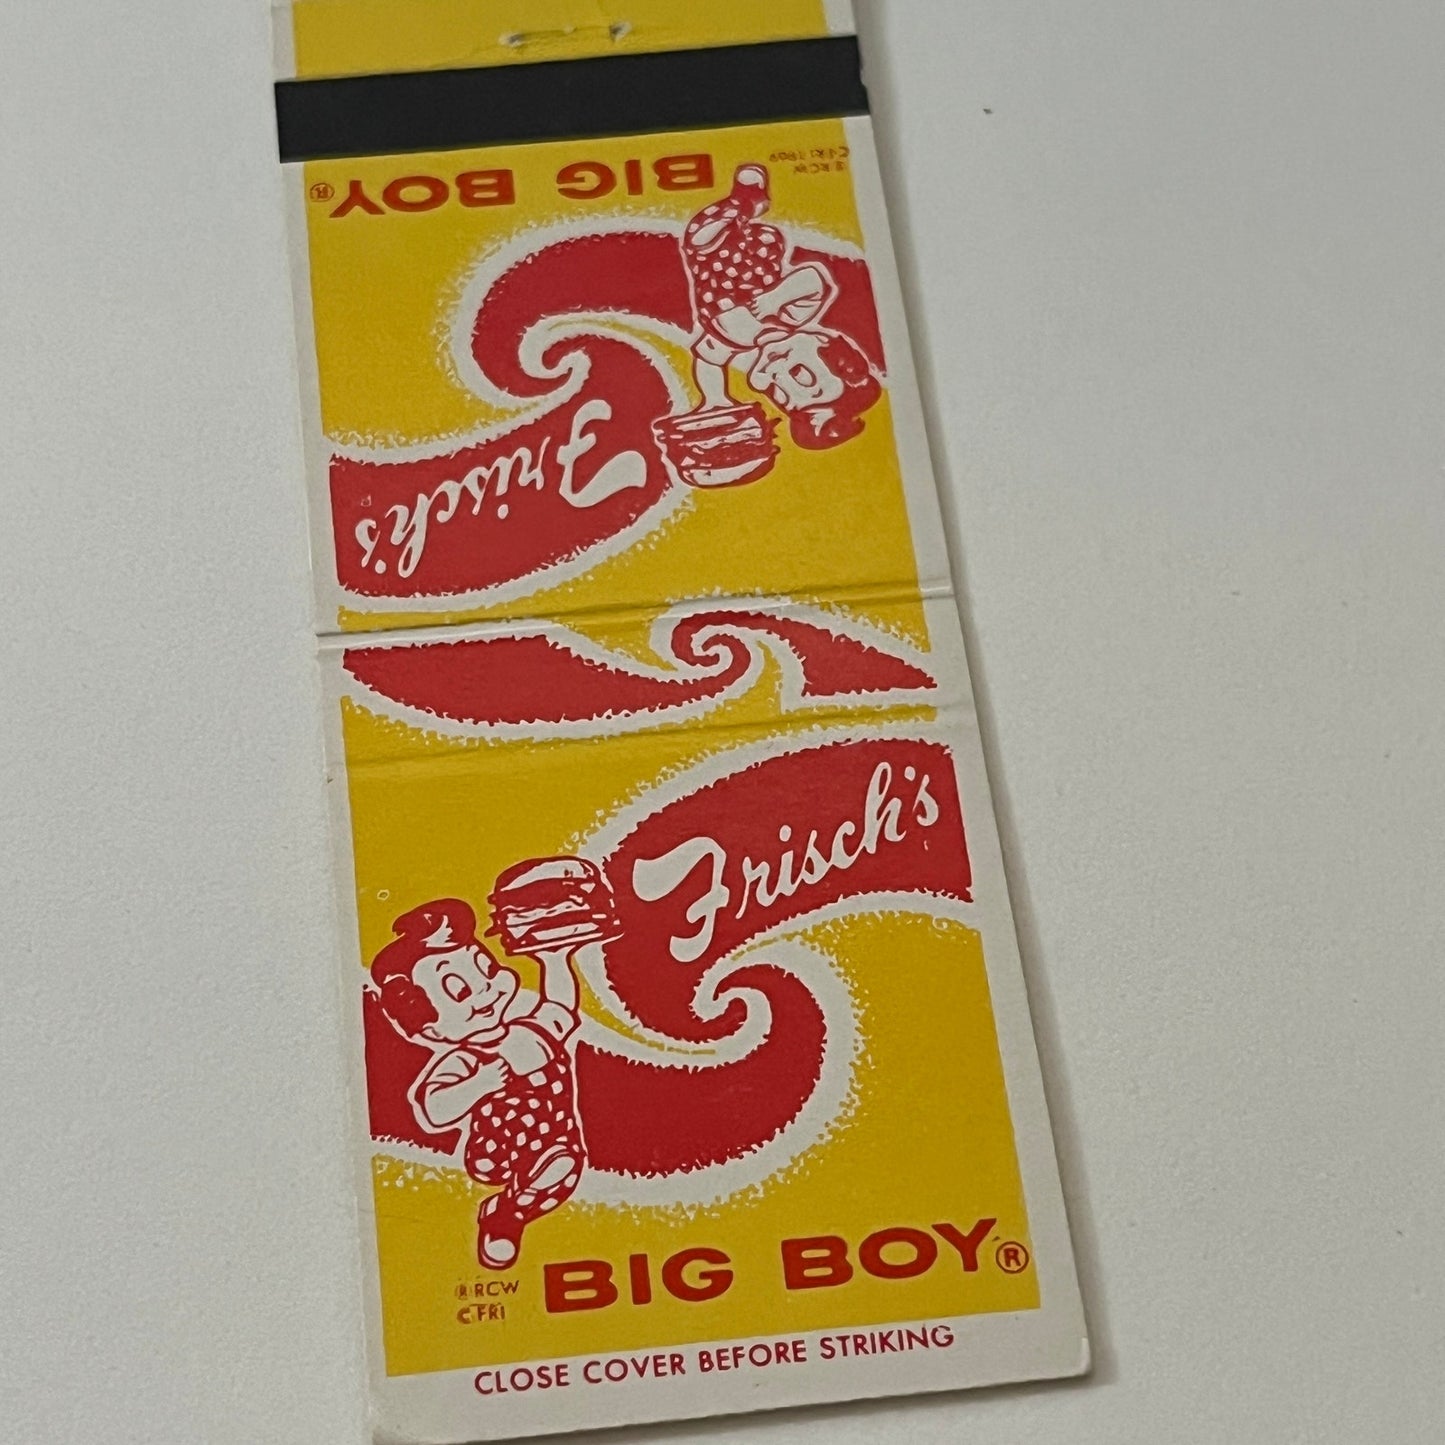 BIG BOY®
Frisch's
Frisch's
BIG BOY®
® RCW
© FRI
CLOSE COVER BEFORE STRIKING